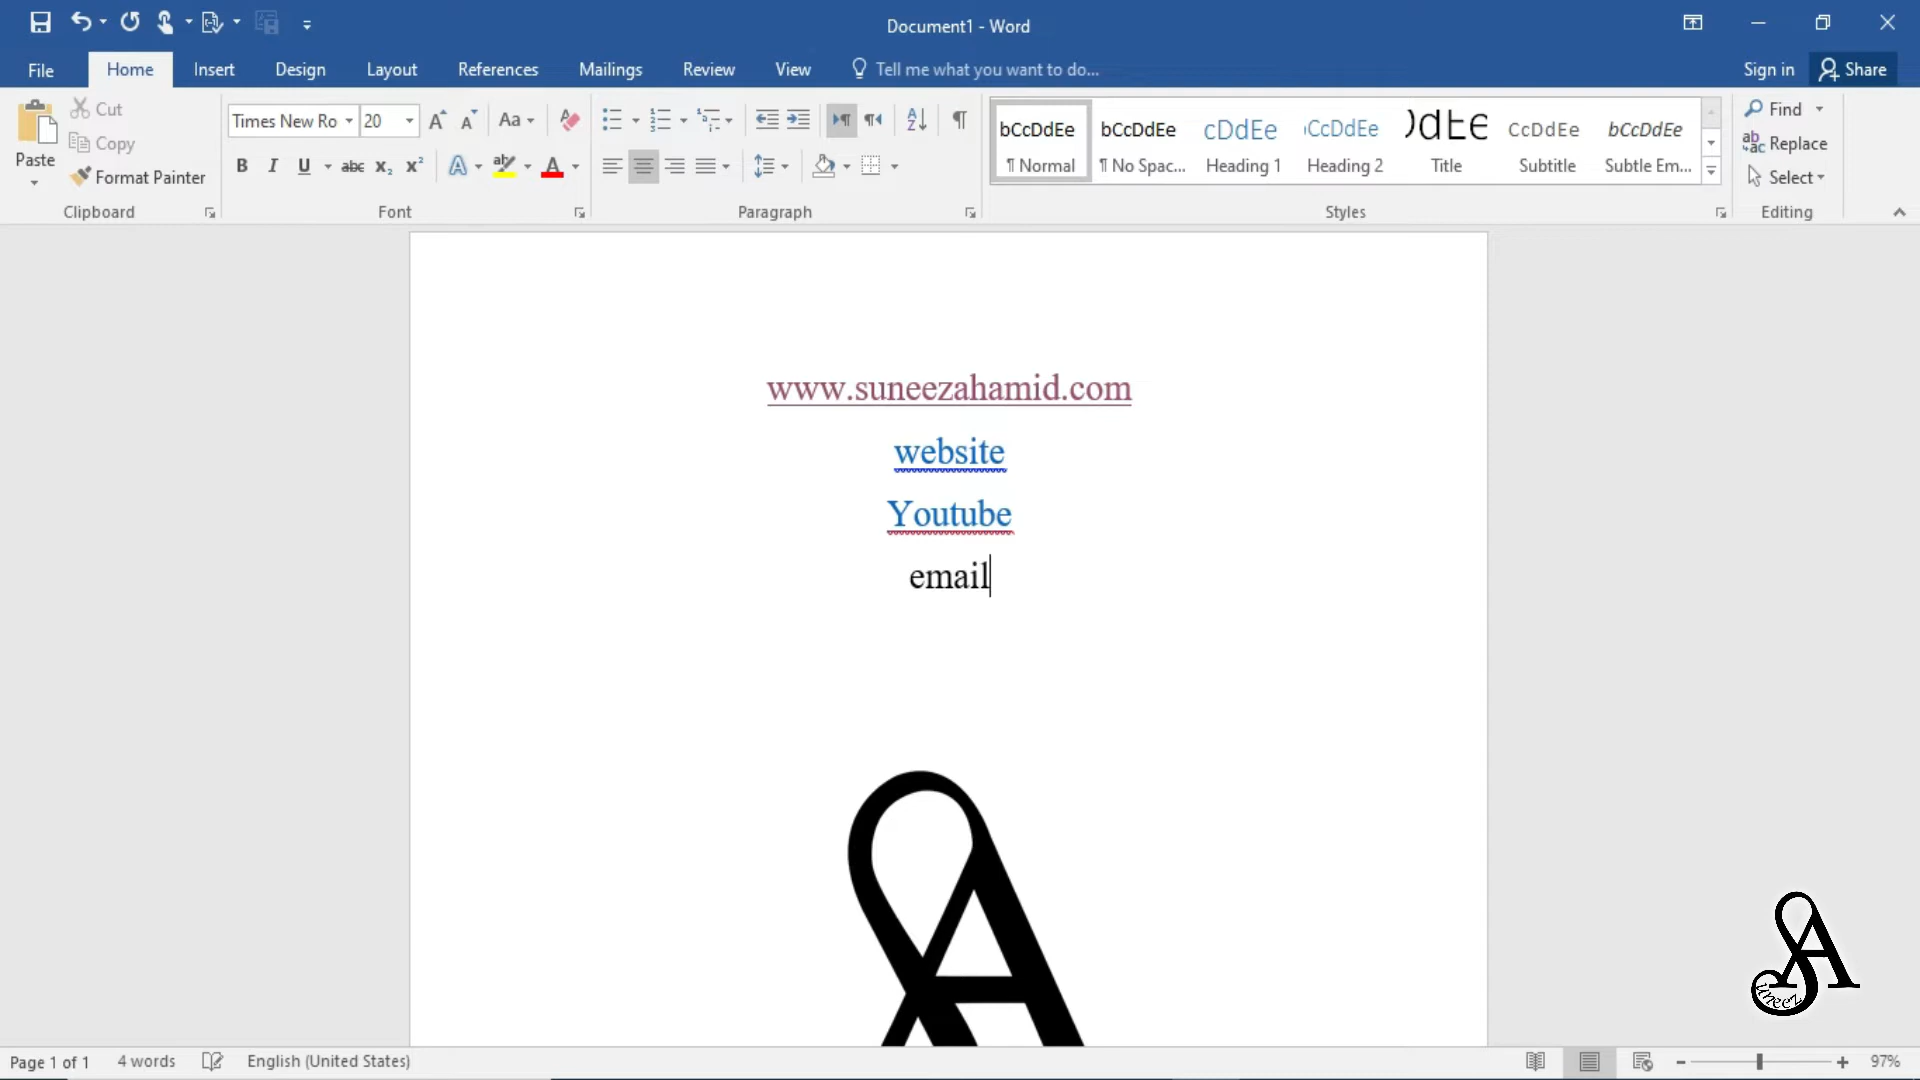 Document1 - Word
File Home Insert Design Layout References Mailings Review View Tell me what you want to do... Sign in Share
Paste
Cut
Copy
Format Painter
Clipboard
Times New Ro 20
Aa
B I U abc x₂ x²
A ab A
Font
Paragraph
bCcDdEe
¶ Normal
bCcDdEe
¶ No Spac...
cDdEe
Heading 1
CcDdEe
Heading 2
Title
CcDdEe
Subtitle
bCcDdEe
Subtle Em...
Styles
Find
Replace
Select
Editing
www.suneezahamid.com
website
Youtube
email
A
uneez
Page 1 of 1 4 words English (United States) 97%